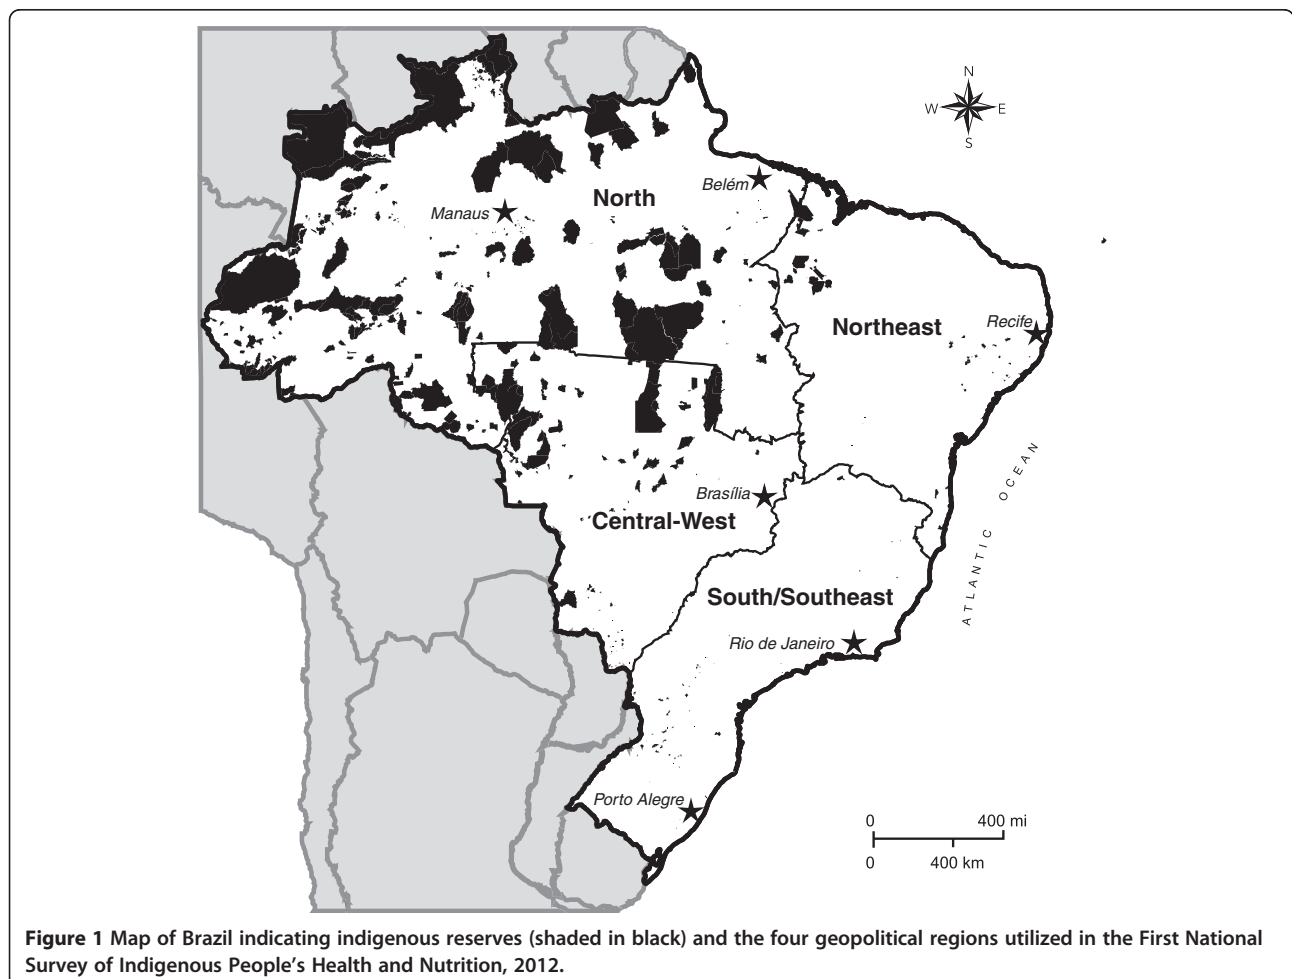 N
W E
S
Belém
Manaus
North
Northeast
Recife
Brasília
Central-West
ATLANTIC OCEAN
South/Southeast
Rio de Janeiro
Porto Alegre
0 400 mi
0 400 km
Figure 1 Map of Brazil indicating indigenous reserves (shaded in black) and the four geopolitical regions utilized in the First National
Survey of Indigenous People’s Health and Nutrition, 2012.